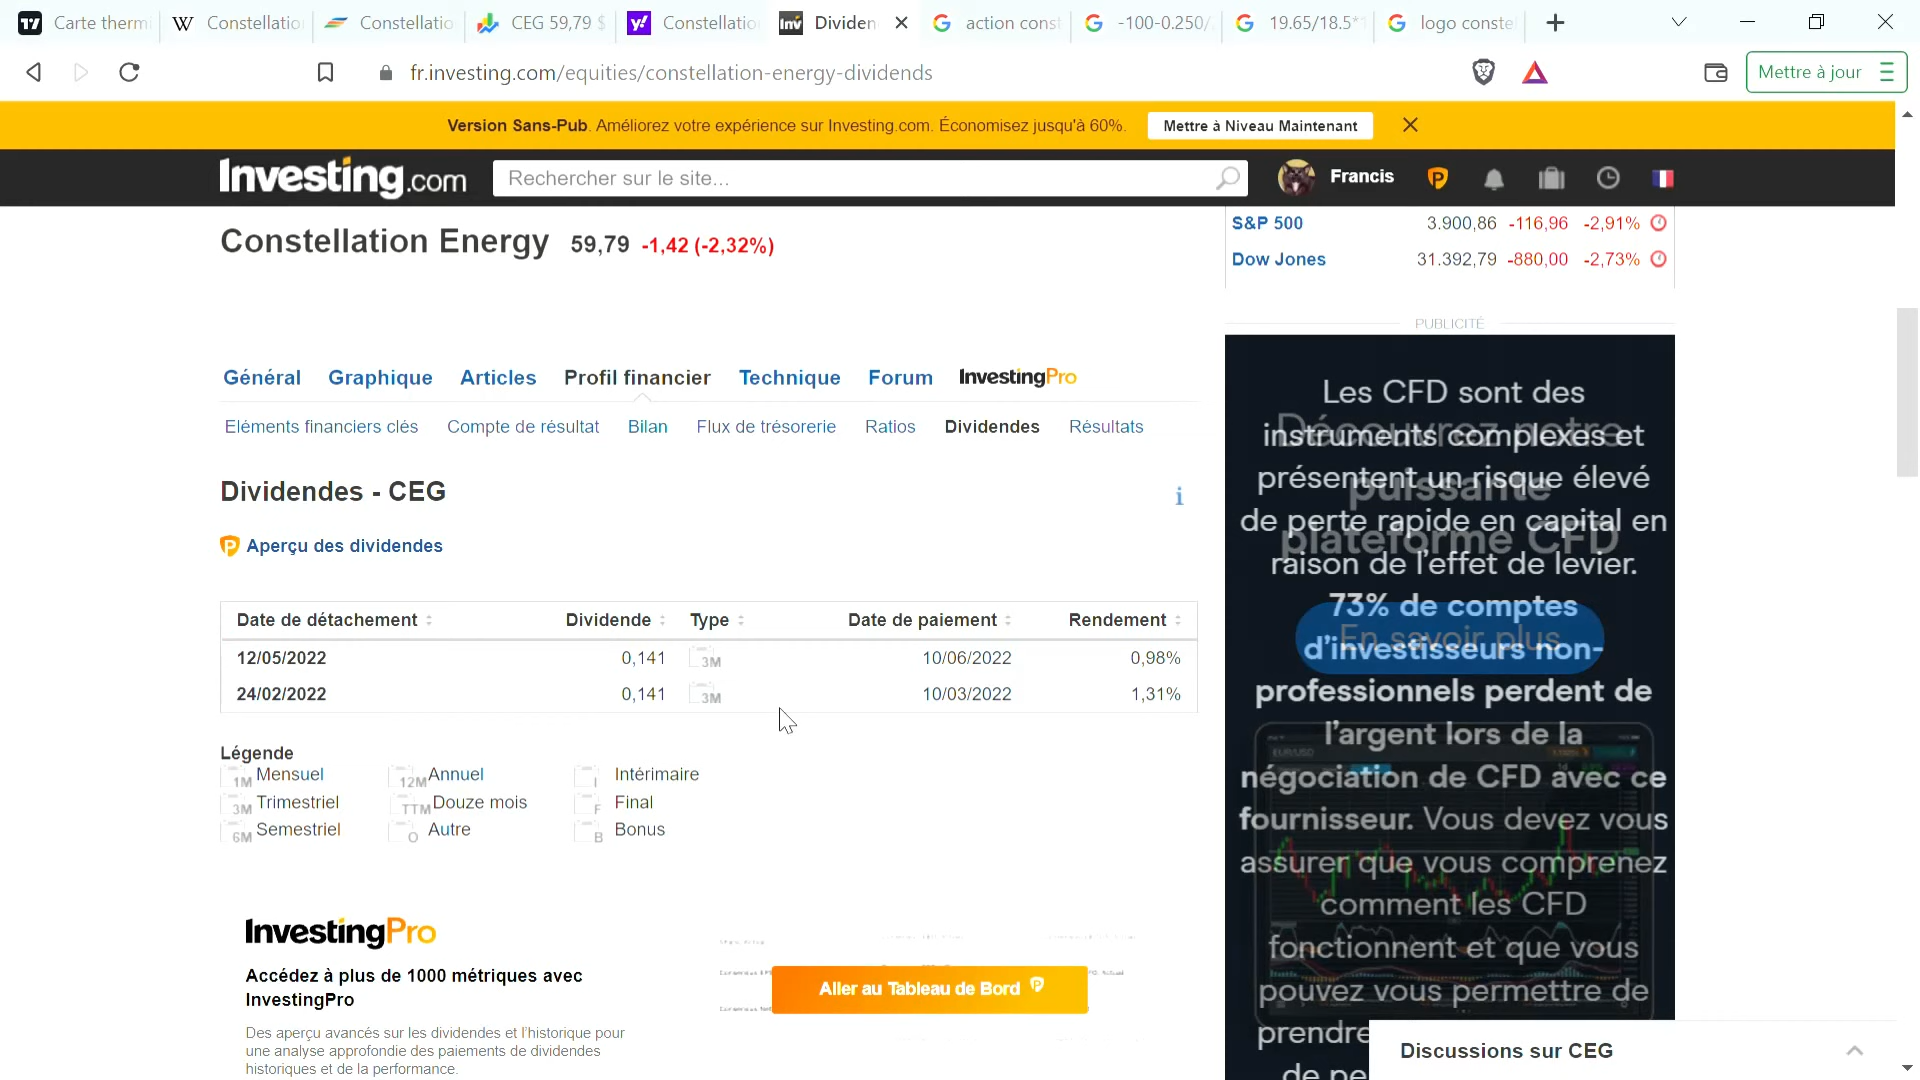 Carte therm
Constellatio
Constellatio
CEG 59,79 $
Constellatio
Dividen
action const
-100-0.250/
19.65/18.5*1
logo conste
fr.investing.com/equities/constellation-energy-dividends
Mettre à jour
Version Sans-Pub. Améliorez votre expérience sur Investing.com. Économisez jusqu'à 60%.
Mettre à Niveau Maintenant
Investing.com
Rechercher sur le site...
Francis
Constellation Energy 59,79 -1,42 (-2,32%)
S&P 500 3.900,86 -116,96 -2,91%
Dow Jones 31.392,79 -880,00 -2,73%
PUBLICITÉ
Général Graphique Articles Profil financier Technique Forum InvestingPro
Eléments financiers clés Compte de résultat Bilan Flux de trésorerie Ratios Dividendes Résultats
Dividendes - CEG
Aperçu des dividendes
Date de détachement Dividende Type Date de paiement Rendement
12/05/2022 0,141 3M 10/06/2022 0,98%
24/02/2022 0,141 3M 10/03/2022 1,31%
Légende
1M Mensuel 12M Annuel I Intérimaire
3M Trimestriel TTM Douze mois F Final
6M Semestriel O Autre B Bonus
InvestingPro
Accédez à plus de 1000 métriques avec
InvestingPro
Des aperçu avancés sur les dividendes et l'historique pour
une analyse approfondie des paiements de dividendes
historiques et de la performance.
Aller au Tableau de Bord
Les CFD sont des
instruments complexes et
présentent un risque élevé
de perte rapide en capital en
raison de l'effet de levier.
73% de comptes
d'investisseurs non-
professionnels perdent de
l'argent lors de la
négociation de CFD avec ce
fournisseur. Vous devez vous
assurer que vous comprenez
comment les CFD
fonctionnent et que vous
pouvez vous permettre de
prendre
Découvrez notre
puissante
plateforme CFD
En savoir plus
Discussions sur CEG